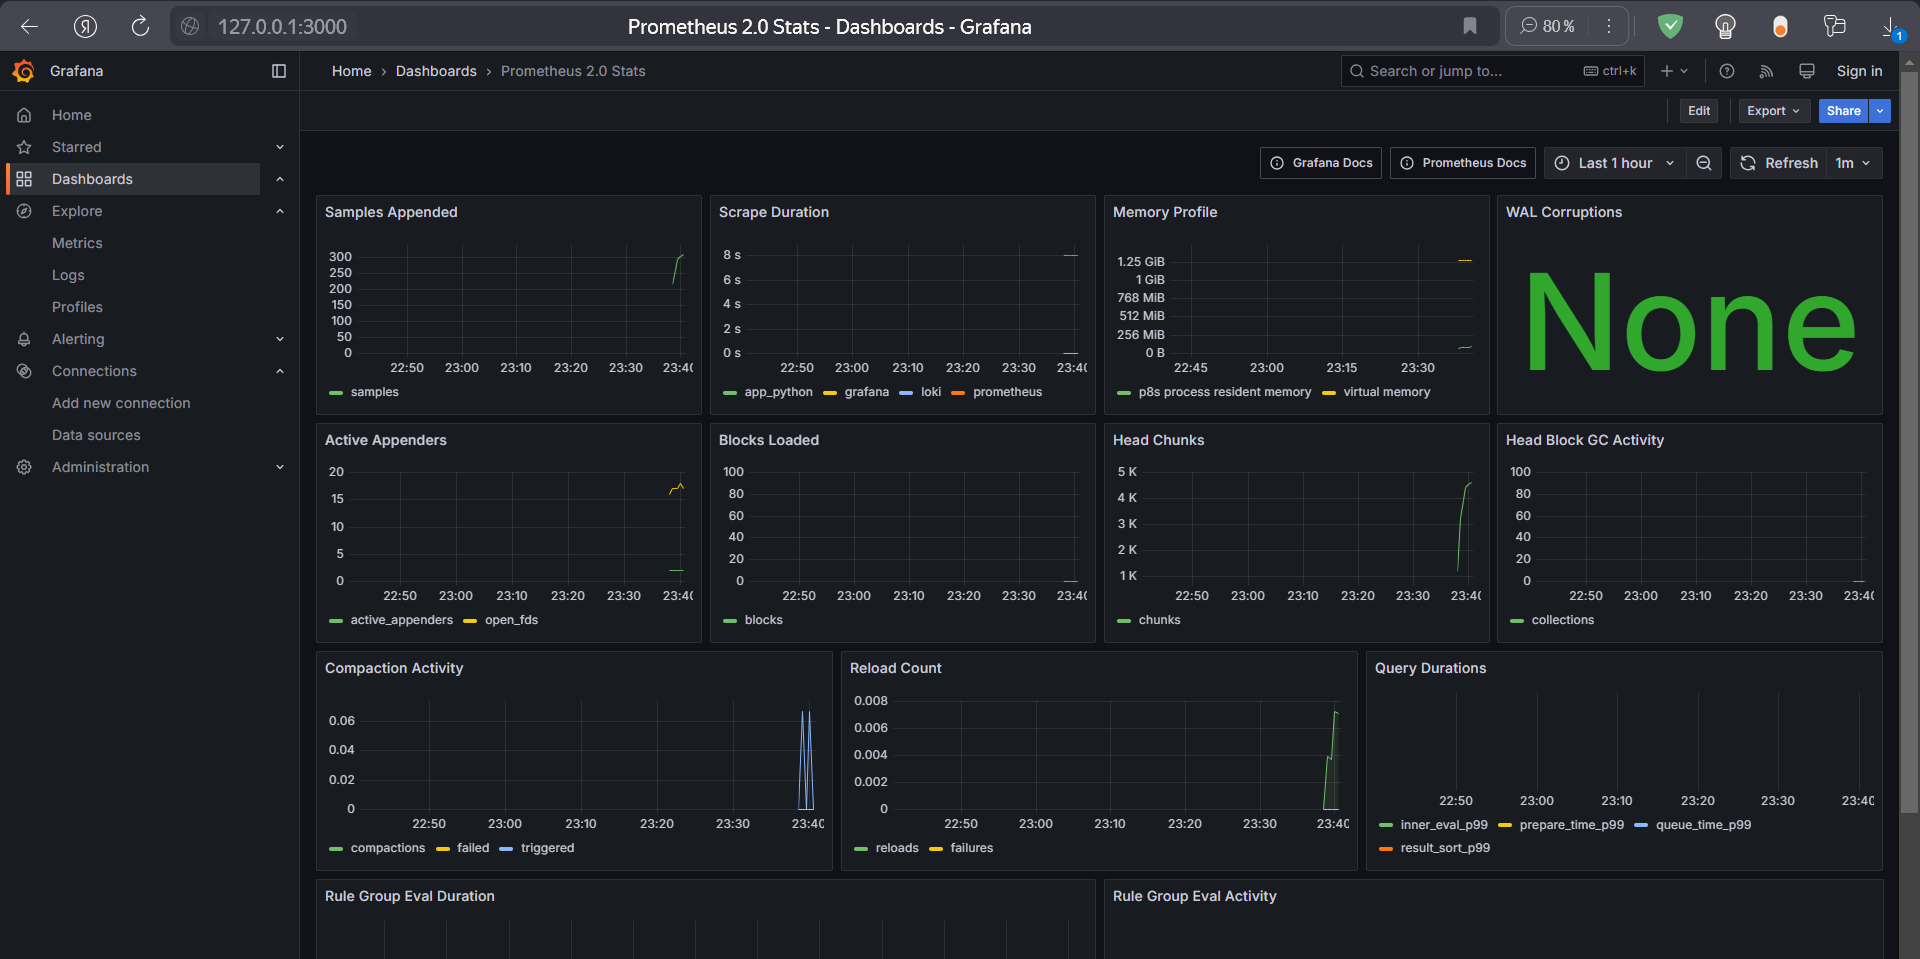 127.0.0.1:3000
Prometheus 2.0 Stats - Dashboards - Grafana
80 %
1
Grafana
Home › Dashboards › Prometheus 2.0 Stats
Search or jump to...
ctrl+k
Sign in
Home
Starred
Dashboards
Explore
Metrics
Logs
Profiles
Alerting
Connections
Add new connection
Data sources
Administration
Edit
Export
Share
Grafana Docs
Prometheus Docs
Last 1 hour
Refresh
1m
Samples Appended
300
250
200
150
100
50
0
22:50 23:00 23:10 23:20 23:30 23:40
samples
Scrape Duration
8 s
6 s
4 s
2 s
0 s
22:50 23:00 23:10 23:20 23:30 23:40
app_python grafana loki prometheus
Memory Profile
1.25 GiB
1 GiB
768 MiB
512 MiB
256 MiB
0 B
22:45 23:00 23:15 23:30
p8s process resident memory virtual memory
WAL Corruptions
None
Active Appenders
20
15
10
5
0
22:50 23:00 23:10 23:20 23:30 23:40
active_appenders open_fds
Blocks Loaded
100
80
60
40
20
0
22:50 23:00 23:10 23:20 23:30 23:40
blocks
Head Chunks
5 K
4 K
3 K
2 K
1 K
22:50 23:00 23:10 23:20 23:30 23:40
chunks
Head Block GC Activity
100
80
60
40
20
0
22:50 23:00 23:10 23:20 23:30 23:40
collections
Compaction Activity
0.06
0.04
0.02
0
22:50 23:00 23:10 23:20 23:30 23:40
compactions failed triggered
Reload Count
0.008
0.006
0.004
0.002
0
22:50 23:00 23:10 23:20 23:30 23:40
reloads failures
Query Durations
22:50 23:00 23:10 23:20 23:30 23:40
inner_eval_p99 prepare_time_p99 queue_time_p99
result_sort_p99
Rule Group Eval Duration
Rule Group Eval Activity